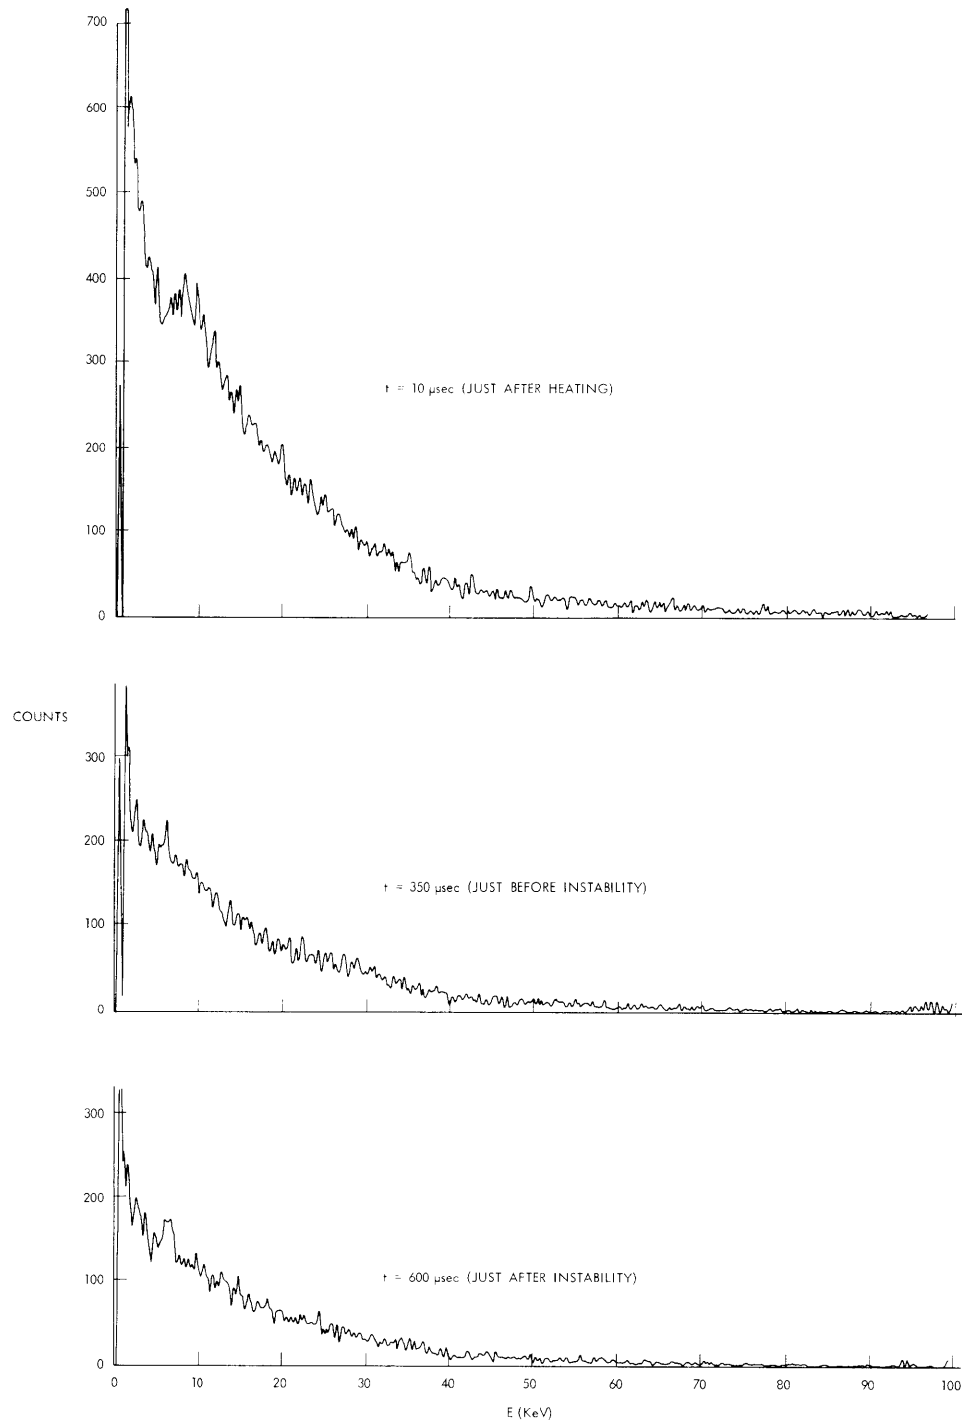 700
600
500
400
300
200
100
0
t = 10 µsec (JUST AFTER HEATING)
COUNTS
300
200
100
0
t = 350 µsec (JUST BEFORE INSTABILITY)
300
200
100
0
t = 600 µsec (JUST AFTER INSTABILITY)
0 10 20 30 40 50 60 70 80 90 100
E (KeV)